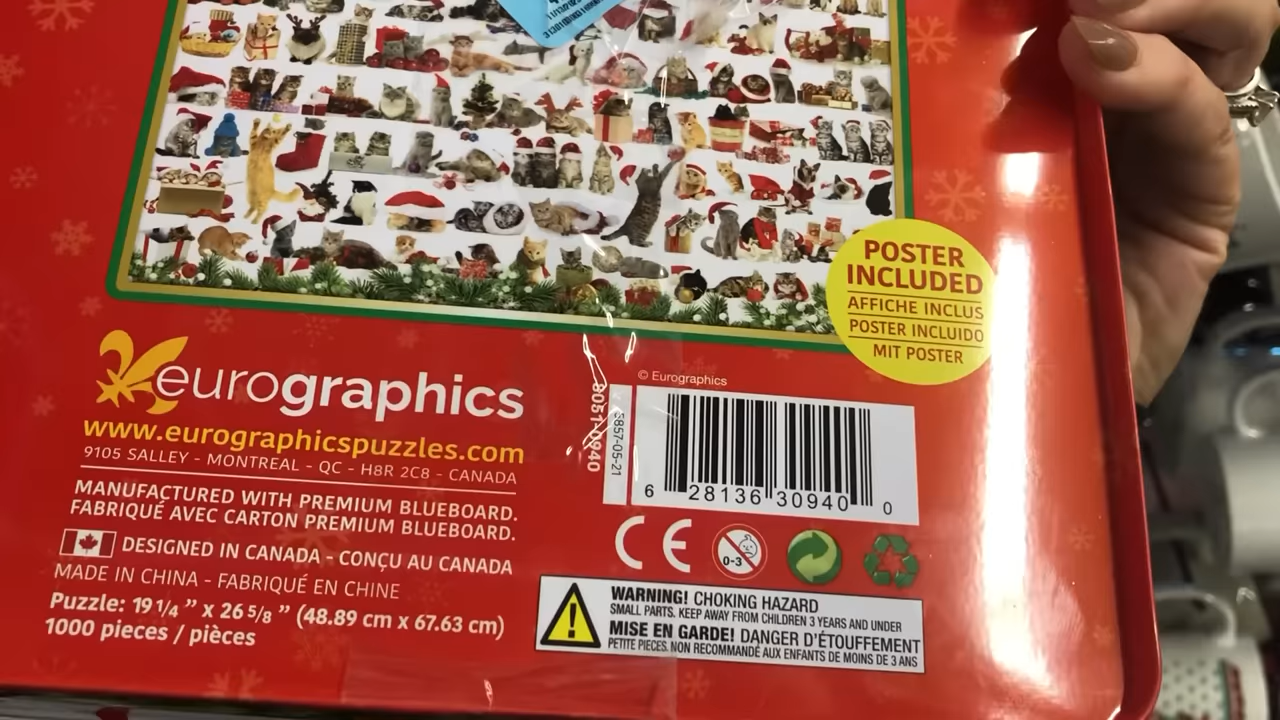 POSTER
INCLUDED
AFFICHE INCLUS
POSTER INCLUIDO
MIT POSTER
eurographics
www.eurographicspuzzles.com
9105 SALLEY - MONTREAL - QC - H8R 2C8 - CANADA
MANUFACTURED WITH PREMIUM BLUEBOARD.
FABRIQUÉ AVEC CARTON PREMIUM BLUEBOARD.
DESIGNED IN CANADA - CONÇU AU CANADA
MADE IN CHINA - FABRIQUÉ EN CHINE
Puzzle: 19 1/4 ” x 26 5/8 ” (48.89 cm x 67.63 cm)
1000 pieces / pièces
© Eurographics
8051-0940
5857-05-21
6 28136 30940 0
CE
0-3
WARNING! CHOKING HAZARD
SMALL PARTS. KEEP AWAY FROM CHILDREN 3 YEARS AND UNDER
MISE EN GARDE! DANGER D'ÉTOUFFEMENT
PETITE PIECES. NON RECOMMANDÉ AUX ENFANTS DE MOINS DE 3 ANS